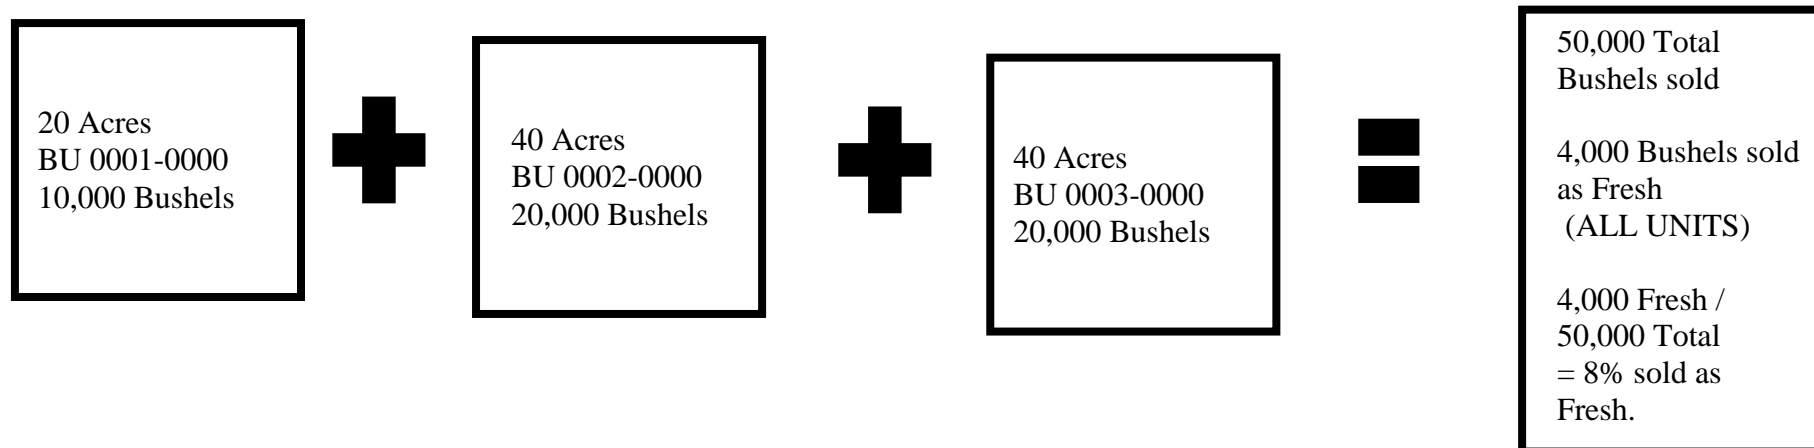 20 Acres
BU 0001-0000
10,000 Bushels
40 Acres
BU 0002-0000
20,000 Bushels
40 Acres
BU 0003-0000
20,000 Bushels
50,000 Total
Bushels sold
4,000 Bushels sold
as Fresh
(ALL UNITS)
4,000 Fresh /
50,000 Total
= 8% sold as
Fresh.